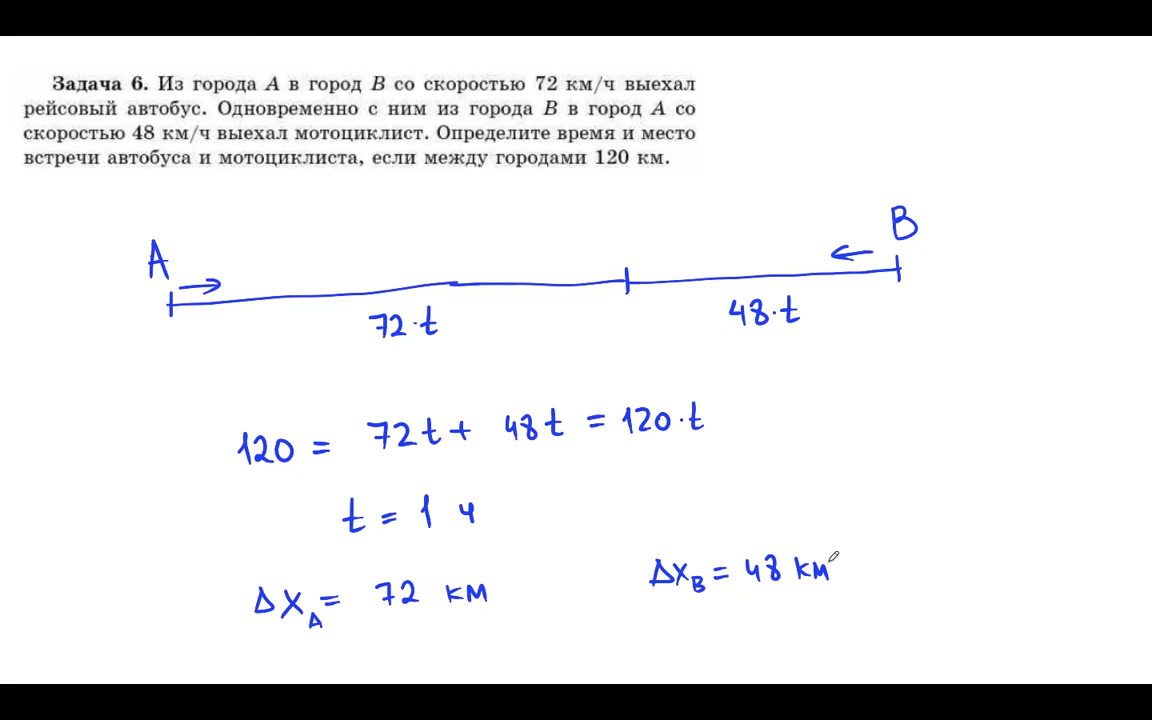 Задача 6. Из города A в город B со скоростью 72 км/ч выехал
рейсовый автобус. Одновременно с ним из города B в город A со
скоростью 48 км/ч выехал мотоциклист. Определите время и место
встречи автобуса и мотоциклиста, если между городами 120 км.
A
B
72·t
48·t
120 = 72t + 48t = 120·t
t = 1 ч
Δx_A = 72 км
Δx_B = 48 км